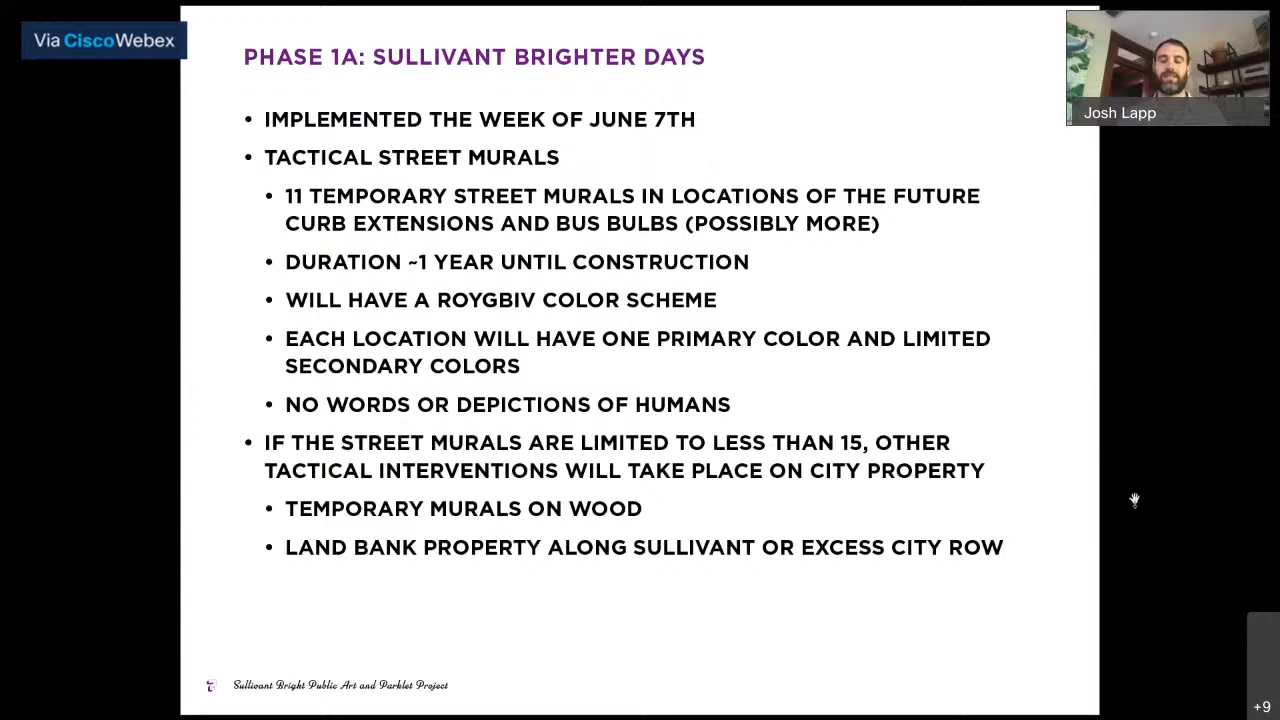 Via CiscoWebex
PHASE 1A: SULLIVANT BRIGHTER DAYS
• IMPLEMENTED THE WEEK OF JUNE 7TH
• TACTICAL STREET MURALS
• 11 TEMPORARY STREET MURALS IN LOCATIONS OF THE FUTURE
CURB EXTENSIONS AND BUS BULBS (POSSIBLY MORE)
• DURATION ~1 YEAR UNTIL CONSTRUCTION
• WILL HAVE A ROYGBIV COLOR SCHEME
• EACH LOCATION WILL HAVE ONE PRIMARY COLOR AND LIMITED
SECONDARY COLORS
• NO WORDS OR DEPICTIONS OF HUMANS
• IF THE STREET MURALS ARE LIMITED TO LESS THAN 15, OTHER
TACTICAL INTERVENTIONS WILL TAKE PLACE ON CITY PROPERTY
• TEMPORARY MURALS ON WOOD
• LAND BANK PROPERTY ALONG SULLIVANT OR EXCESS CITY ROW
Sullivant Bright Public Art and Parklet Project
Josh Lapp
+9